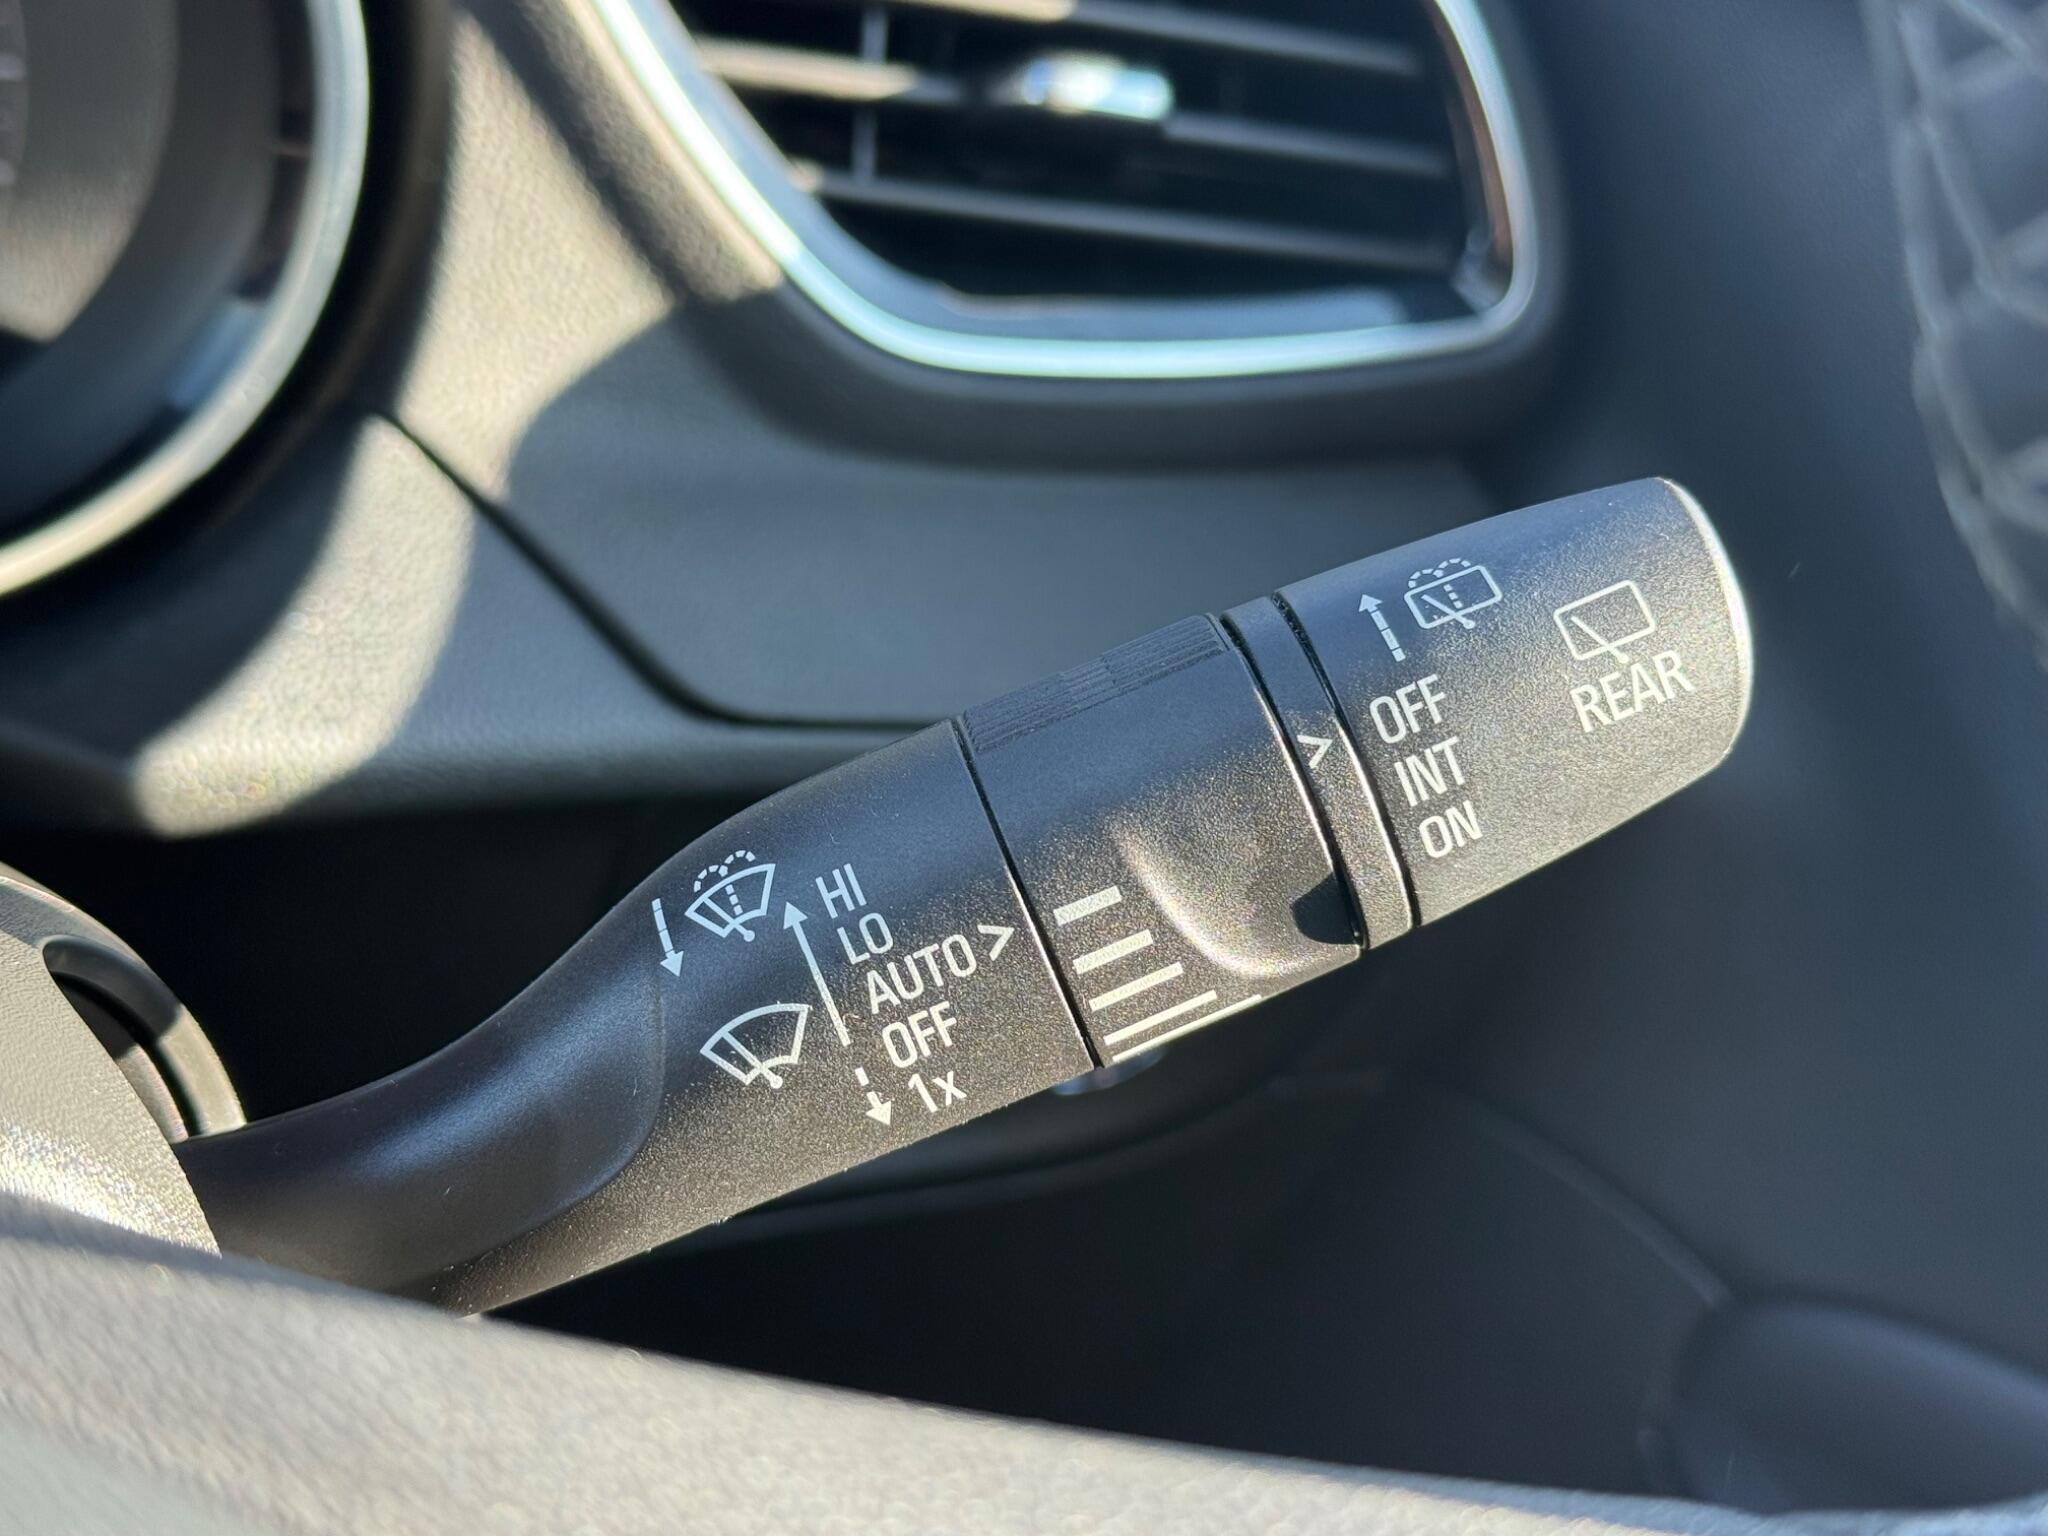 HI
LO
AUTO >
OFF
1x
>
OFF
INT
ON
REAR